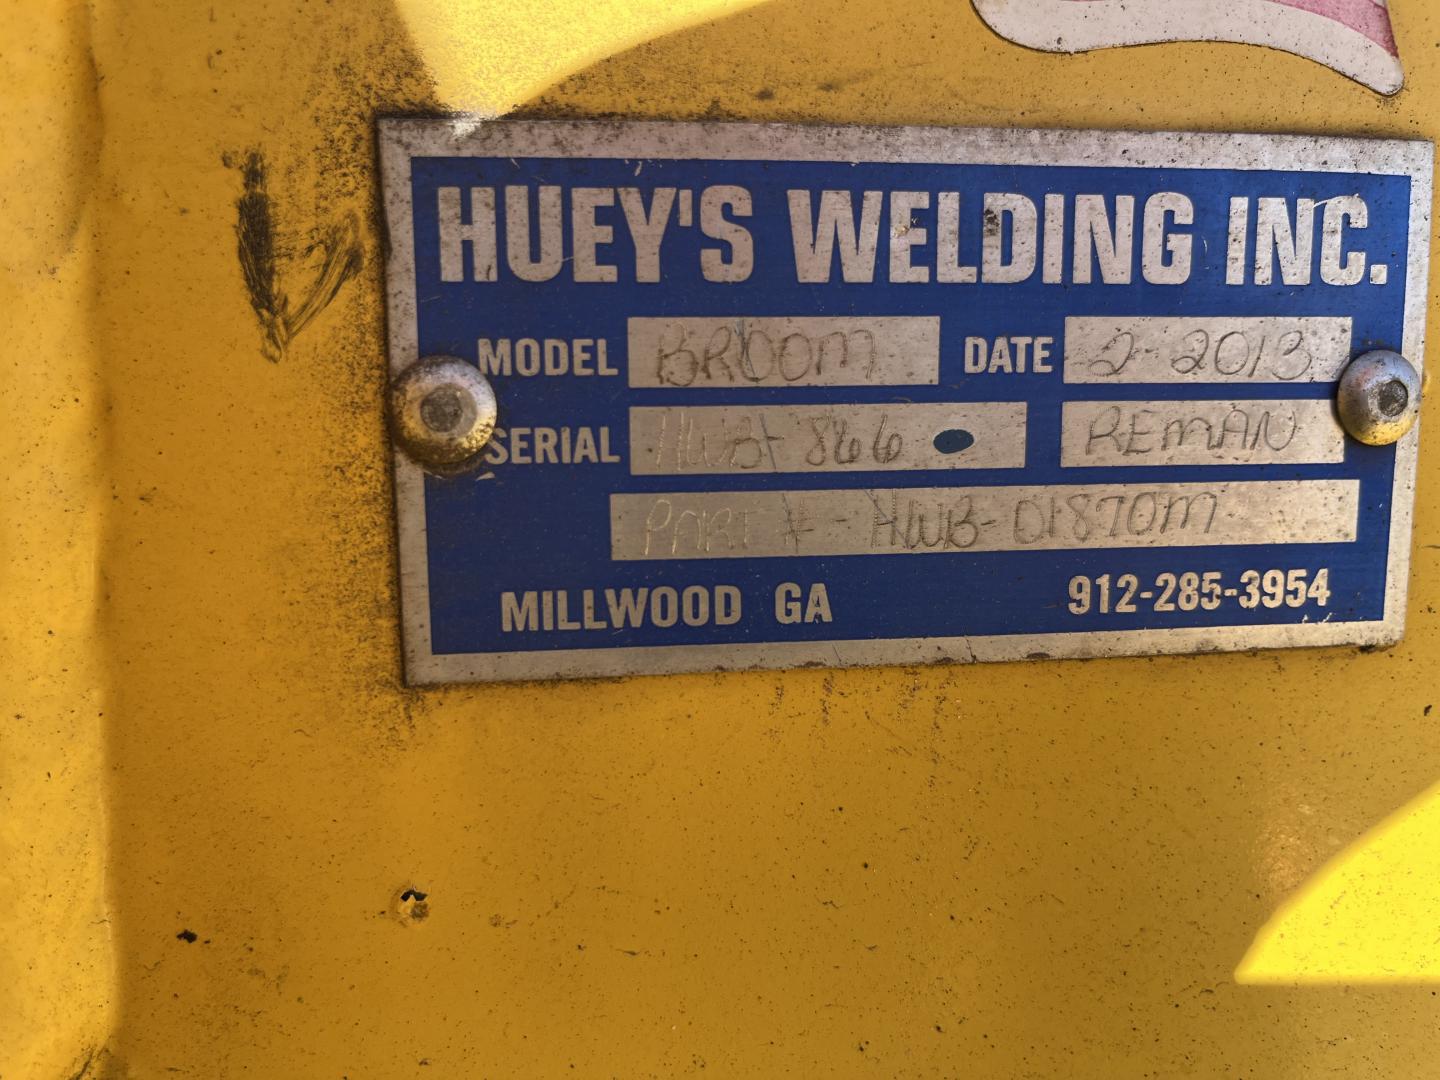 HUEY'S WELDING INC.
MODEL BROOM DATE 2-2013
SERIAL HWB- 866 REMAN
PART # - HWB-01870M
MILLWOOD GA 912-285-3954